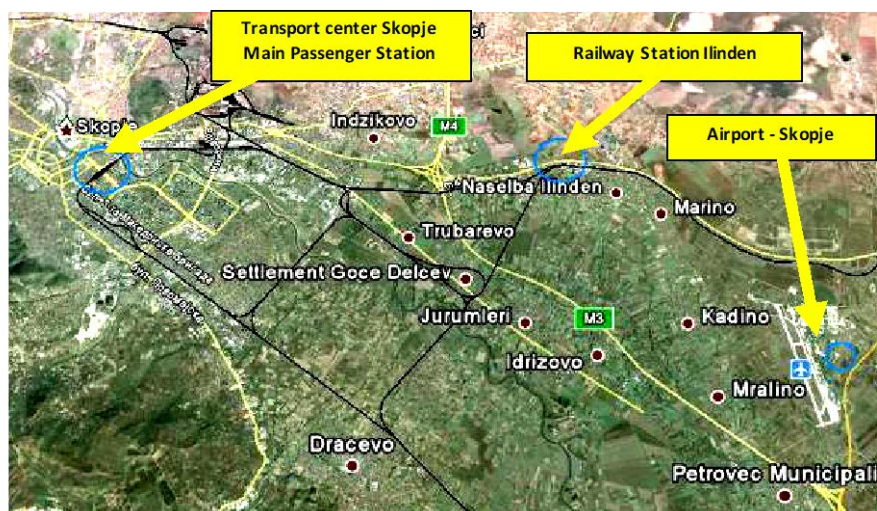 Transport center Skopje
Main Passenger Station
Railway Station Ilinden
Airport - Skopje
Skopje
Indzikovo
M4
Naselba Ilinden
Marino
Trubarevo
Settlement Goce Delcev
Jurumleri
M3
Kadino
Idrizovo
Mralino
Dracevo
Petrovec Municipali